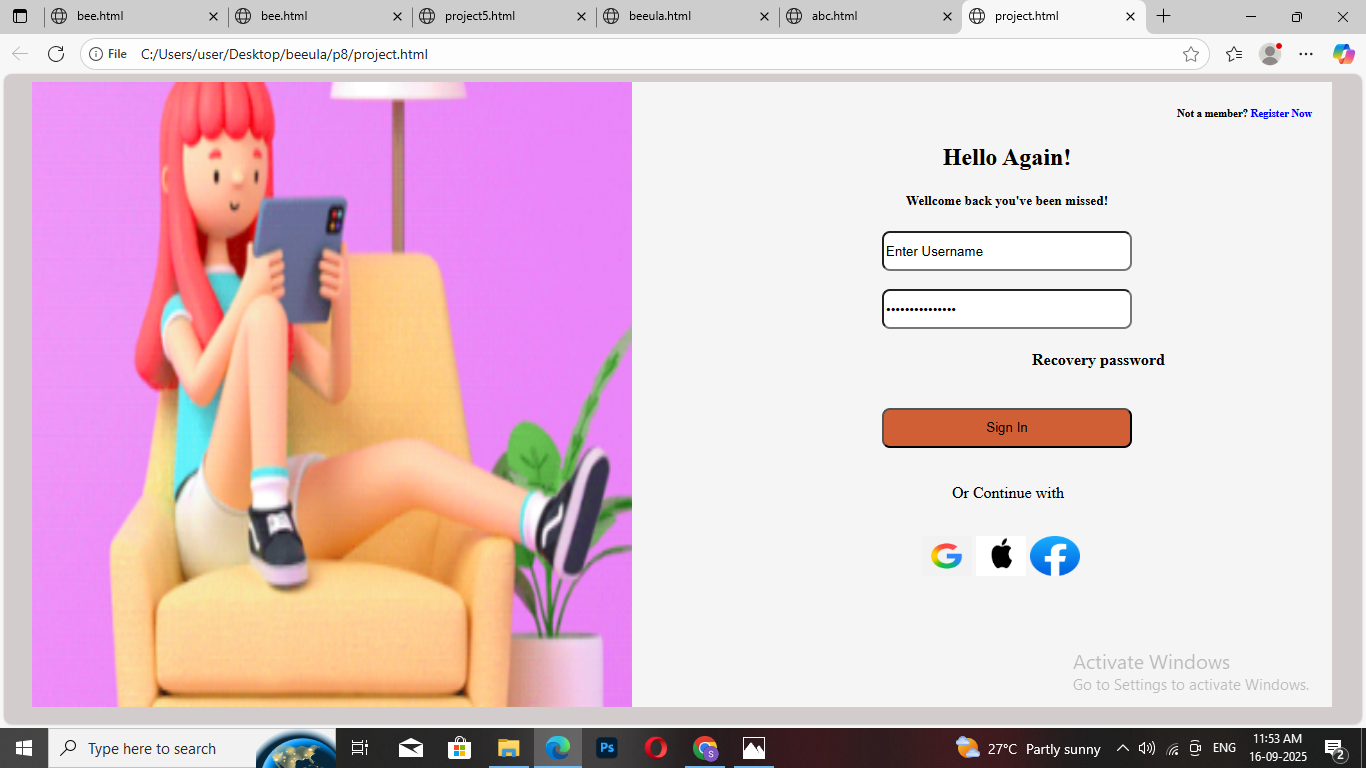 bee.html
bee.html
project5.html
beeula.html
abc.html
project.html
File C:/Users/user/Desktop/beeula/p8/project.html
Not a member? Register Now
Hello Again!
Wellcome back you've been missed!
Enter Username
•••••••••••••••
Recovery password
Sign In
Or Continue with
Activate Windows
Go to Settings to activate Windows.
Type here to search
Ps
S
27°C Partly sunny
ENG
11:53 AM
16-09-2025
2